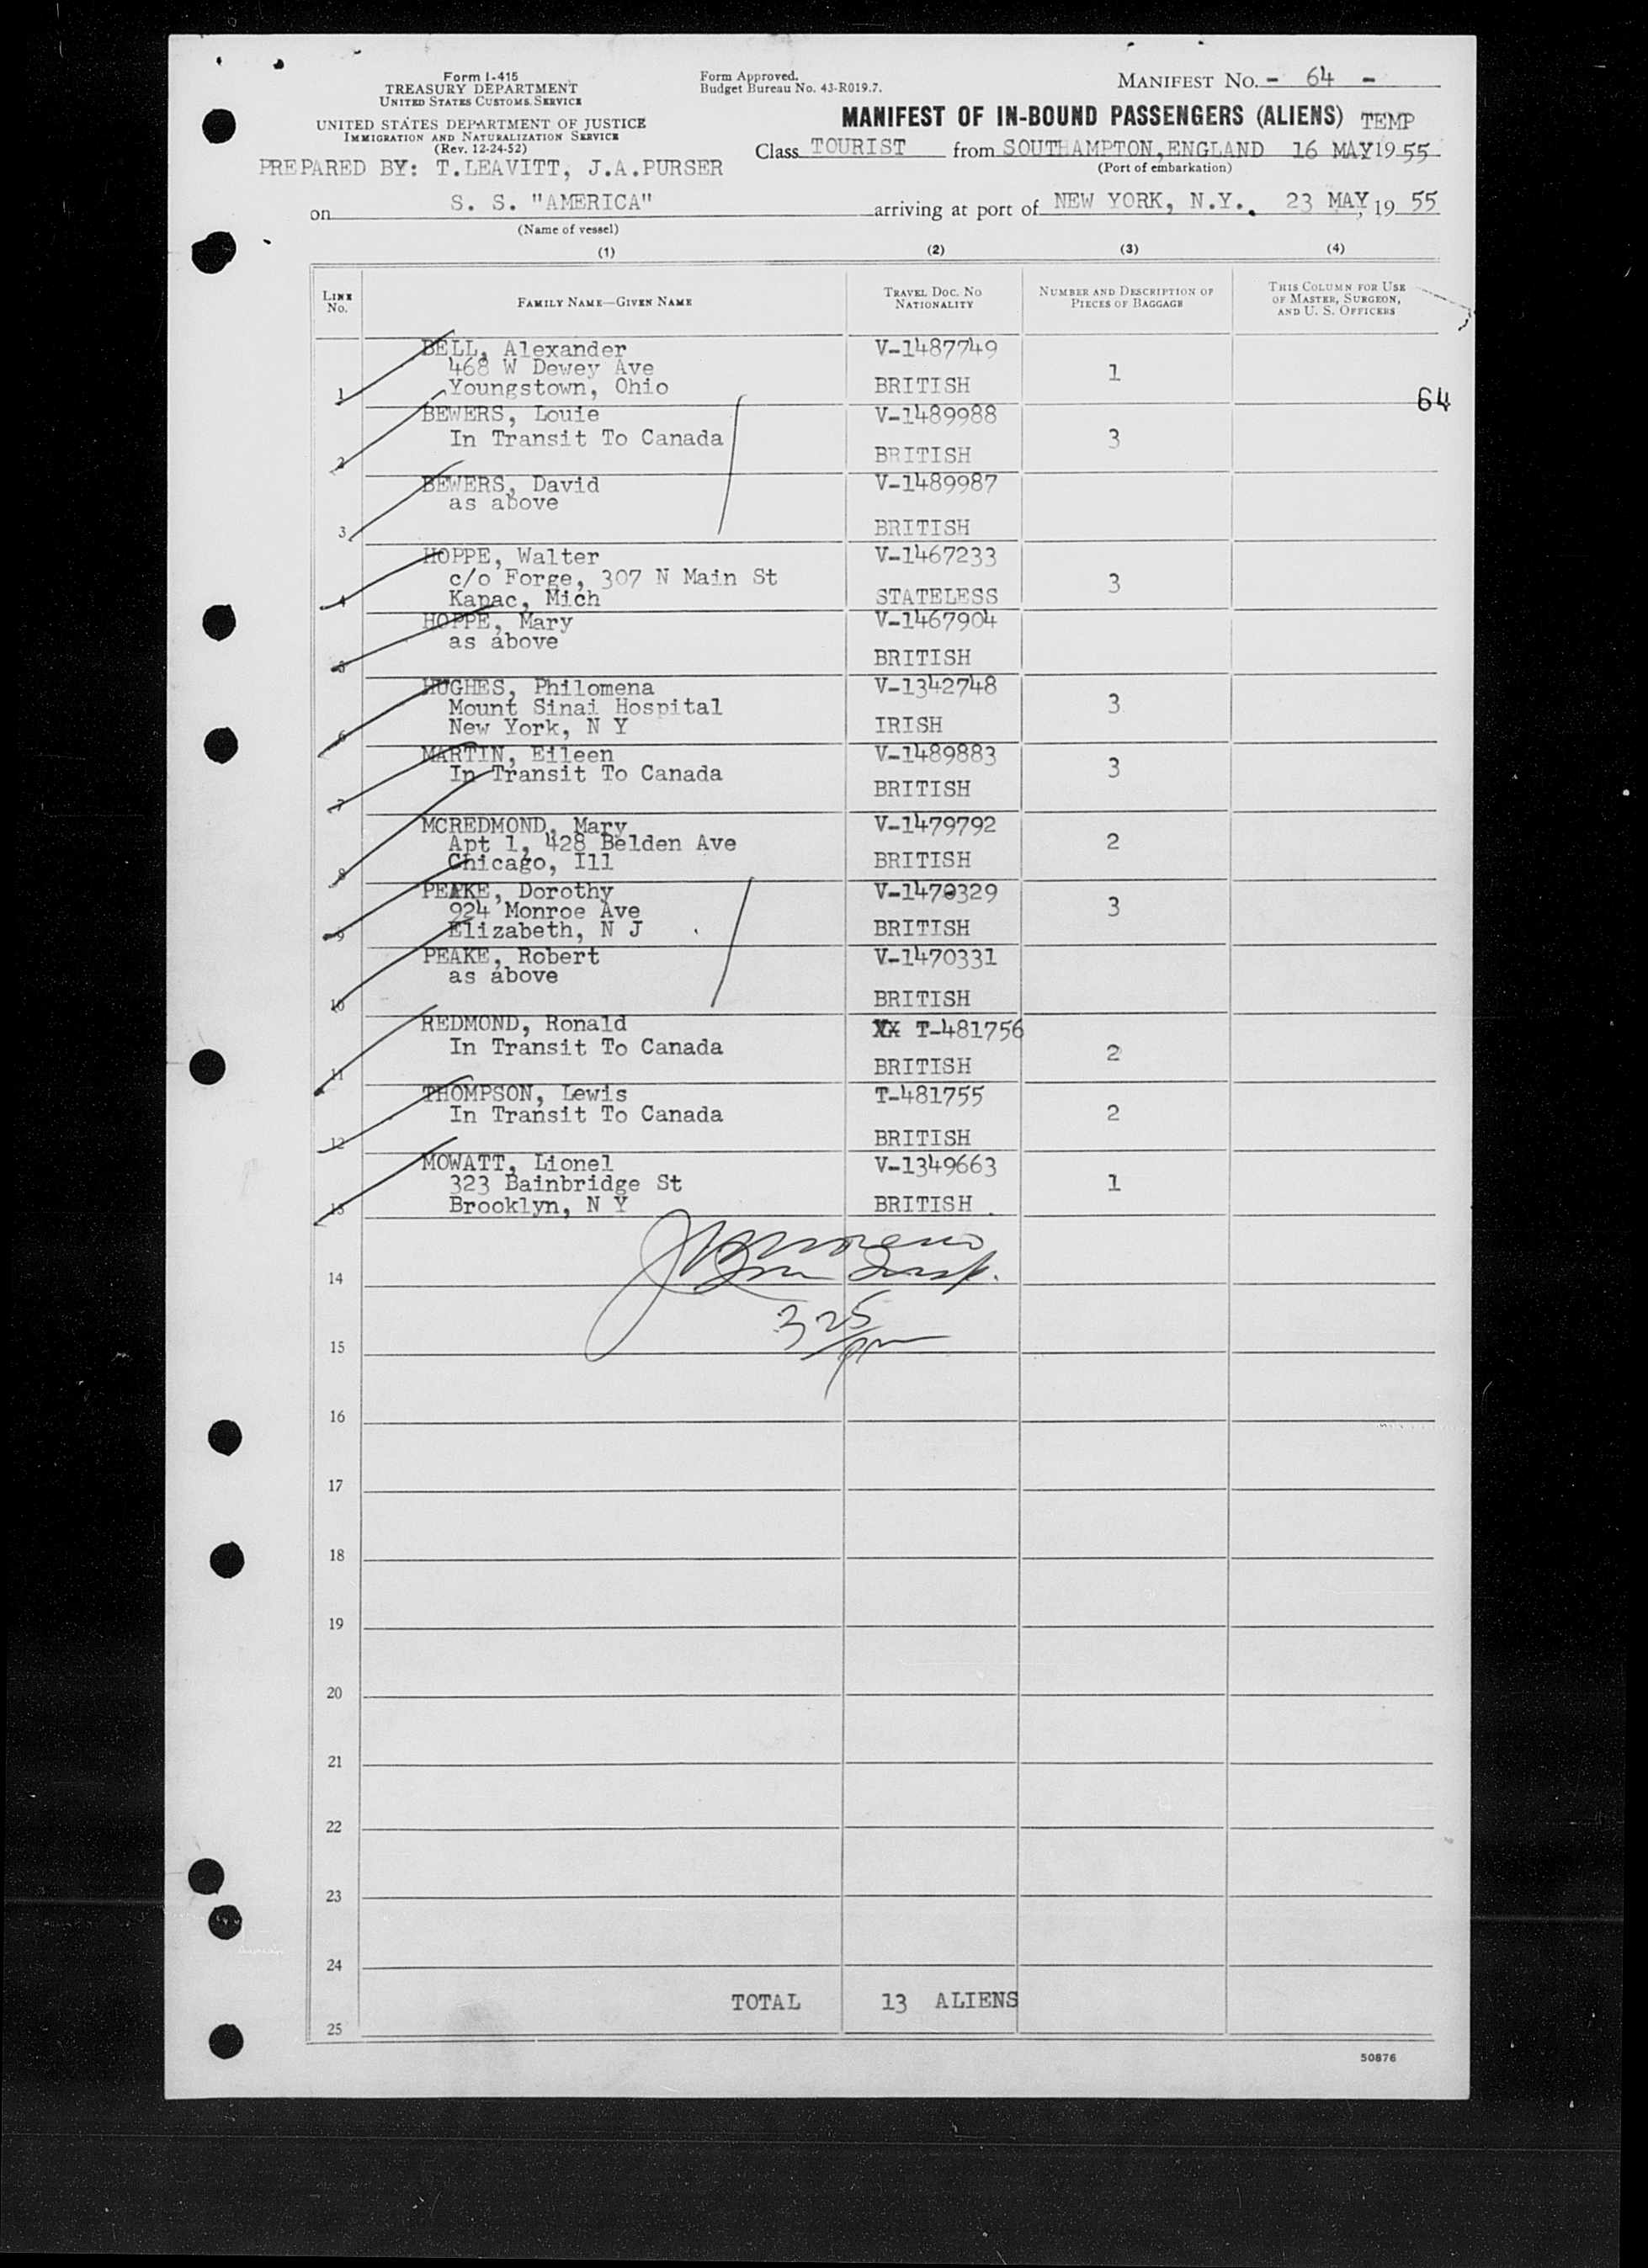 Form I-415
TREASURY DEPARTMENT
UNITED STATES CUSTOMS SERVICE
UNITED STATES DEPARTMENT OF JUSTICE
IMMIGRATION AND NATURALIZATION SERVICE
(Rev. 12-24-52)
PREPARED BY: T.LEAVITT, J.A.PURSER
Form Approved.
Budget Bureau No. 43-R019.7.
MANIFEST NO. - 64 -
MANIFEST OF IN-BOUND PASSENGERS (ALIENS) TEMP
Class TOURIST from SOUTHAMPTON,ENGLAND 16 MAY 19 55
(Port of embarkation)
on S. S. "AMERICA" arriving at port of NEW YORK, N.Y., 23 MAY, 19 55
(Name of vessel)
(1) (2) (3) (4)
LINE No.
FAMILY NAME—GIVEN NAME
TRAVEL DOC. NO
NATIONALITY
NUMBER AND DESCRIPTION OF
PIECES OF BAGGAGE
THIS COLUMN FOR USE
OF MASTER, SURGEON,
AND U. S. OFFICERS
BELL, Alexander V-1487749
468 W Dewey Ave 1
1 Youngstown, Ohio BRITISH
64
BEWERS, Louie V-1489988
In Transit To Canada 3
2 BRITISH
BEWERS, David V-1489987
as above
3 BRITISH
HOPPE, Walter V-1467233
c/o Forge, 307 N Main St 3
4 Kapac, Mich STATELESS
HOPPE, Mary V-1467904
as above
5 BRITISH
HUGHES, Philomena V-1342748
Mount Sinai Hospital 3
6 New York, N Y IRISH
MARTIN, Eileen V-1489883
In Transit To Canada 3
7 BRITISH
MCREDMOND, Mary V-1479792
Apt 1, 428 Belden Ave 2
8 Chicago, Ill BRITISH
PEAKE, Dorothy V-1470329
924 Monroe Ave 3
9 Elizabeth, N J BRITISH
PEAKE, Robert V-1470331
as above
10 BRITISH
REDMOND, Ronald XX T-481756
In Transit To Canada 2
11 BRITISH
THOMPSON, Lewis T-481755
In Transit To Canada 2
12 BRITISH
MOWATT, Lionel V-1349663
323 Bainbridge St 1
13 Brooklyn, N Y BRITISH
14
325
pm
15
16
17
18
19
20
21
22
23
24
TOTAL 13 ALIENS
25
50876